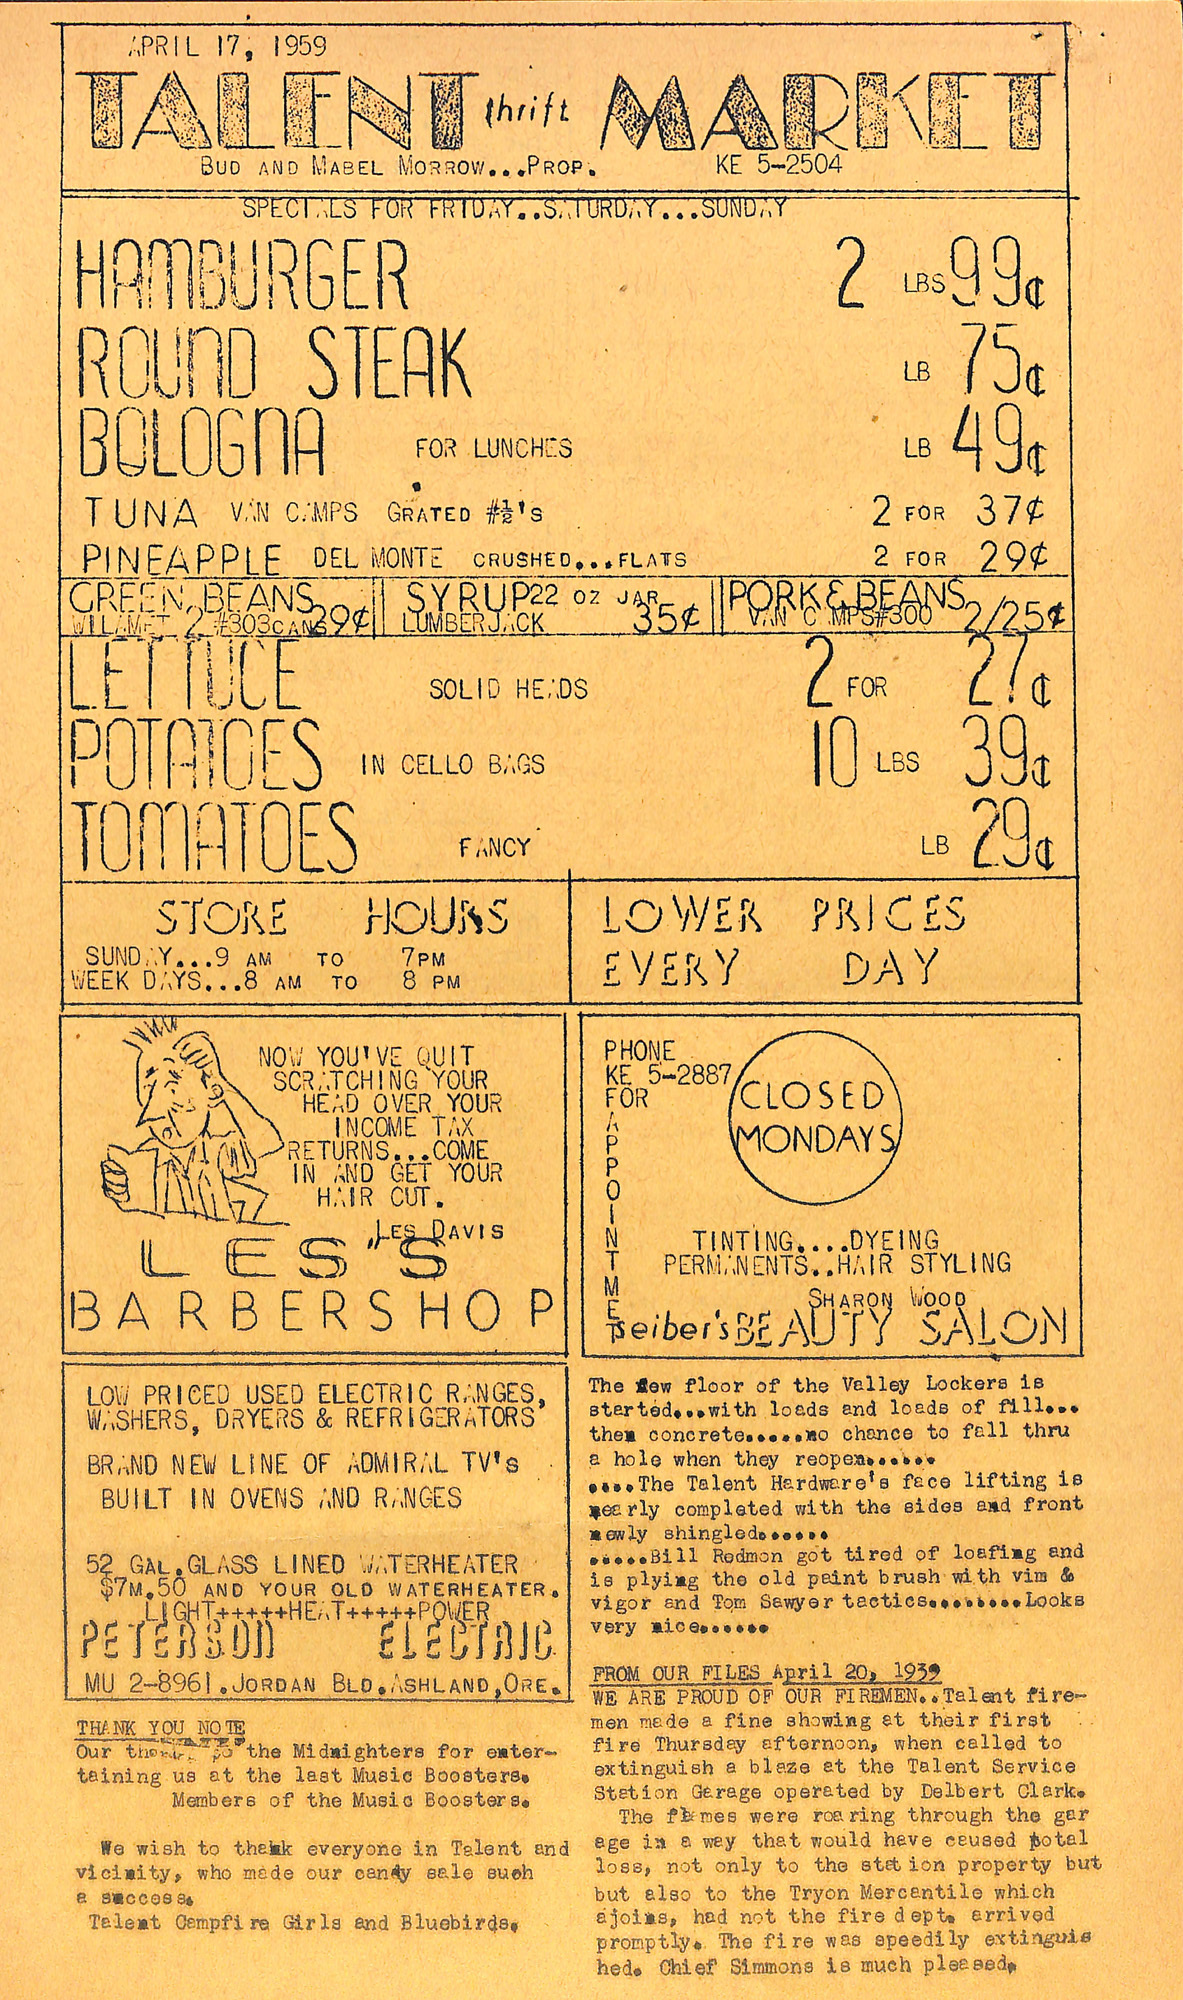 APRIL 17, 1959
TALENT thrift MARKET
BUD AND MABEL MORROW...PROP. KE 5-2504
SPECIALS FOR FRIDAY..SATURDAY...SUNDAY
HAMBURGER 2 LBS 99¢
ROUND STEAK LB 75¢
BOLOGNA FOR LUNCHES LB 49¢
TUNA VAN CAMPS GRATED #½'S 2 FOR 37¢
PINEAPPLE DEL MONTE CRUSHED...FLATS 2 FOR 29¢
GREEN BEANS
WILAMET 2 #303 CANS 29¢
SYRUP 22 OZ JAR
LUMBERJACK 35¢
PORK & BEANS
VAN CAMPS #300 2/25¢
LETTUCE SOLID HEADS 2 FOR 27¢
POTATOES IN CELLO BAGS 10 LBS 39¢
TOMATOES FANCY LB 29¢
STORE HOURS
SUNDAY...9 AM TO 7PM
WEEK DAYS...8 AM TO 8 PM
LOWER PRICES
EVERY DAY
NOW YOU'VE QUIT
SCRATCHING YOUR
HEAD OVER YOUR
INCOME TAX
RETURNS...COME
IN AND GET YOUR
HAIR CUT.
LES DAVIS
LES'S
BARBERSHOP
PHONE
KE 5-2887
FOR
APPOINTMET
CLOSED
MONDAYS
TINTING....DYEING
PERMANENTS..HAIR STYLING
SHARON WOOD
seiber's BEAUTY SALON
LOW PRICED USED ELECTRIC RANGES,
WASHERS, DRYERS & REFRIGERATORS
BRAND NEW LINE OF ADMIRAL TV's
BUILT IN OVENS AND RANGES
52 GAL.GLASS LINED WATERHEATER
$7M.50 AND YOUR OLD WATERHEATER.
LIGHT+++++HEAT+++++POWER
PETERSON ELECTRIC
MU 2-8961.JORDAN BLD.ASHLAND,ORE.
THANK YOU NOTE
Our to the Midnighters for enter-
taining us at the last Music Boosters.
Members of the Music Boosters.
We wish to thank everyone in Talent and
vicinity, who made our candy sale such
a success.
Talent Campfire Girls and Bluebirds.
The New floor of the Valley Lockers is
started...with loads and loads of fill...
then concrete......no chance to fall thru
a hole when they reopen.......
....The Talent Hardware's face lifting is
nearly completed with the sides and front
newly shingled.......
.....Bill Redmon got tired of loafing and
is plying the old paint brush with vim &
vigor and Tom Sawyer tactics.........Looks
very nice.......
FROM OUR FILES April 20, 1939
WE ARE PROUD OF OUR FIREMEN..Talent fire-
men made a fine showing at their first
fire Thursday afternoon, when called to
extinguish a blaze at the Talent Service
Station Garage operated by Delbert Clark.
The flames were roaring through the gar
age in a way that would have caused total
loss, not only to the station property but
but also to the Tryon Mercantile which
ajoins, had not the fire dept. arrived
promptly. The fire was speedily extinguis
hed. Chief Simmons is much pleased.